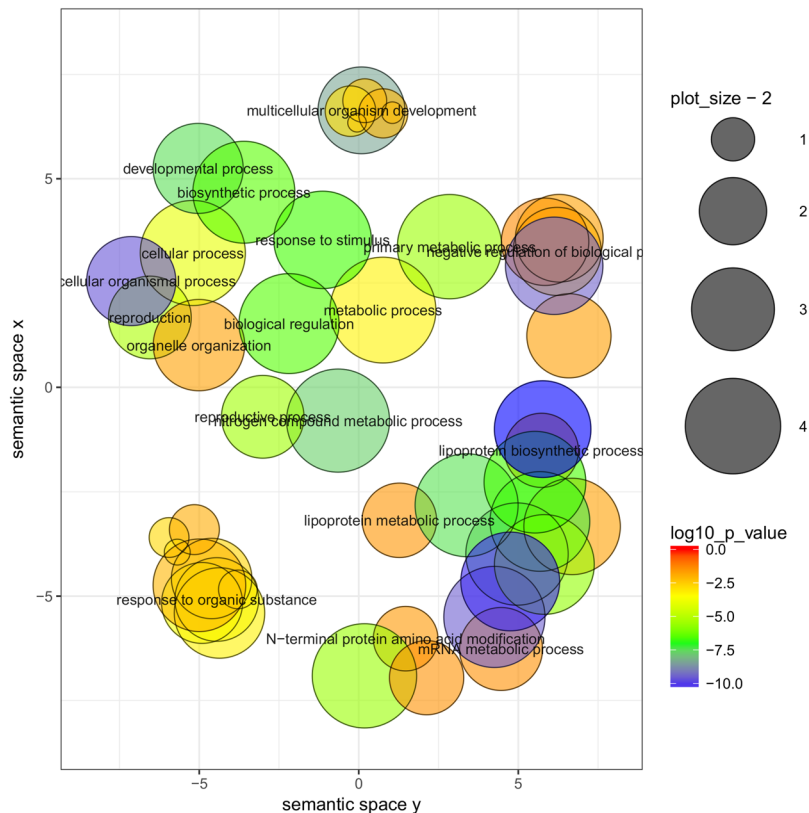 multicellular organism development
developmental process
biosynthetic process
response to stimulus
primary metabolic process
negative regulation of biological p
cellular process
cellular organismal process
reproduction
metabolic process
biological regulation
organelle organization
reproductive process
nitrogen compound metabolic process
lipoprotein biosynthetic process
lipoprotein metabolic process
response to organic substance
N−terminal protein amino acid modification
mRNA metabolic process
5
0
−5
−5
0
5
semantic space x
semantic space y
plot_size − 2
1
2
3
4
log10_p_value
0.0
−2.5
−5.0
−7.5
−10.0